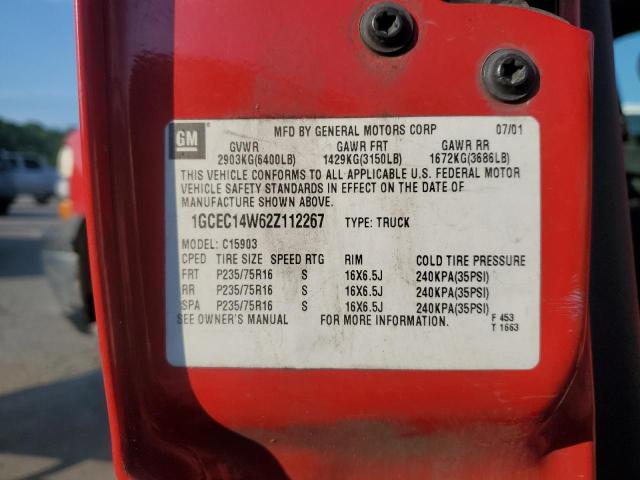 GM ® MFD BY GENERAL MOTORS CORP 07/01
GVWR GAWR FRT GAWR RR
2903KG(6400LB) 1429KG(3150LB) 1672KG(3686LB)
THIS VEHICLE CONFORMS TO ALL APPLICABLE U.S. FEDERAL MOTOR
VEHICLE SAFETY STANDARDS IN EFFECT ON THE DATE OF
MANUFACTURE SHOWN ABOVE.
1GCEC14W62Z112267 TYPE: TRUCK
MODEL: C15903
CPED TIRE SIZE SPEED RTG RIM COLD TIRE PRESSURE
FRT P235/75R16 S 16X6.5J 240KPA(35PSI)
RR P235/75R16 S 16X6.5J 240KPA(35PSI)
SPA P235/75R16 S 16X6.5J 240KPA(35PSI)
SEE OWNER'S MANUAL FOR MORE INFORMATION. F 453
T 1663